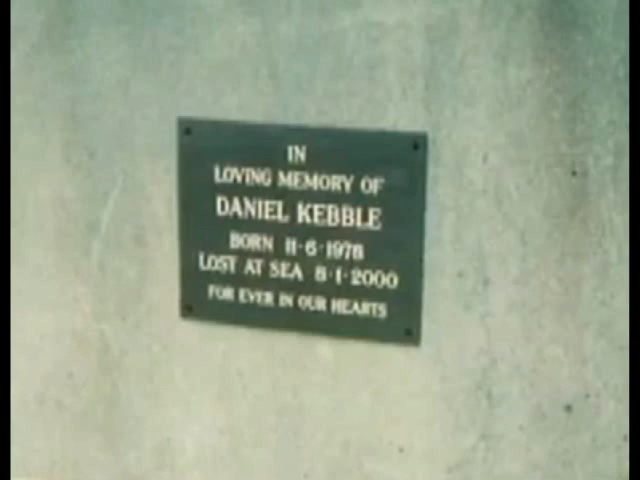 IN
LOVING MEMORY OF
DANIEL KEBBLE
BORN 11·6·1978
LOST AT SEA 8·1·2000
FOR EVER IN OUR HEARTS